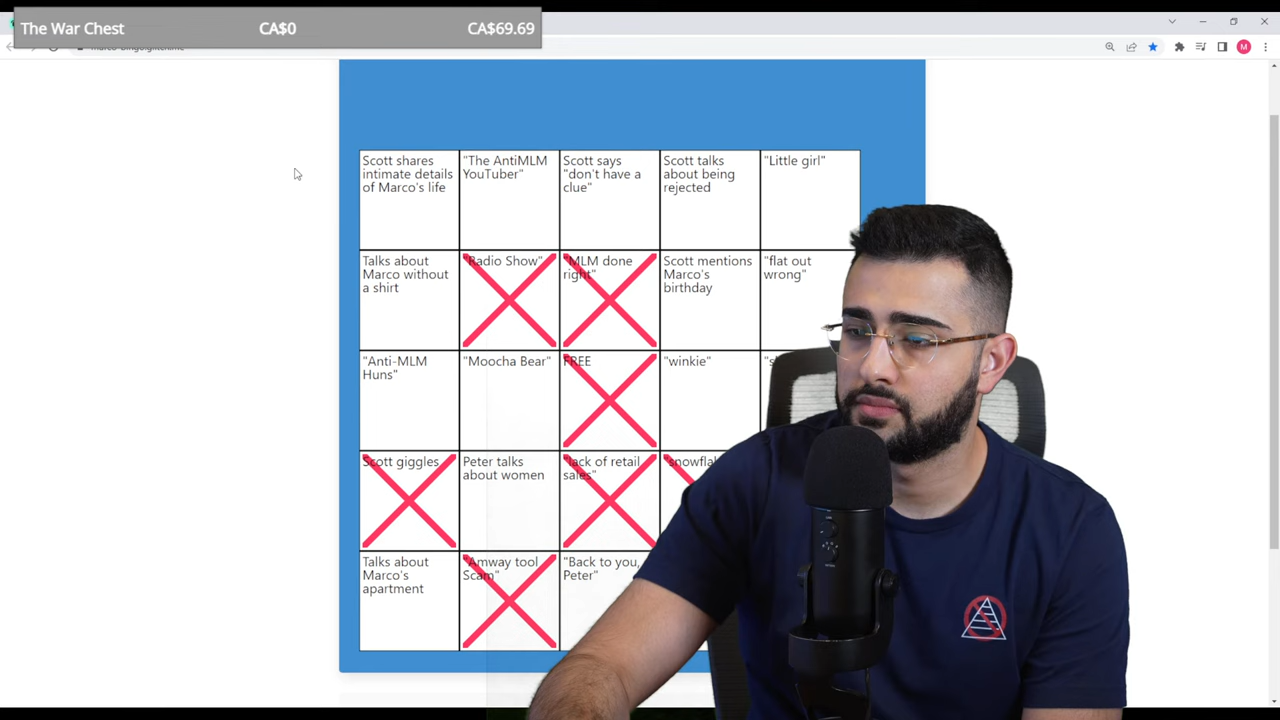 The War Chest CA$0 CA$69.69
M
Scott shares
intimate details
of Marco's life
"The AntiMLM
YouTuber"
Scott says
"don't have a
clue"
Scott talks
about being
rejected
"Little girl"
Talks about
Marco without
a shirt
"Radio Show"
"MLM done
right"
Scott mentions
Marco's
birthday
"flat out
wrong"
"Anti-MLM
Huns"
"Moocha Bear"
FREE
"winkie"
Scott giggles
Peter talks
about women
"lack of retail
sales"
Talks about
Marco's
apartment
"Amway tool
Scam"
"Back to you,
Peter"